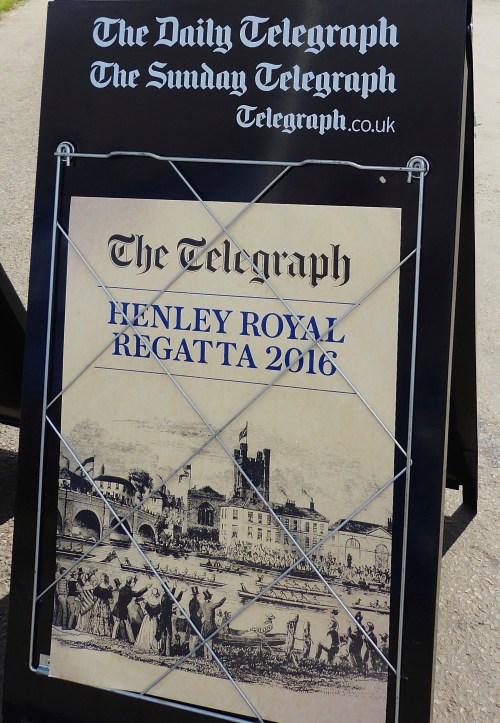 The Daily Telegraph
The Sunday Telegraph
Telegraph.co.uk
The Telegraph
HENLEY ROYAL
REGATTA 2016